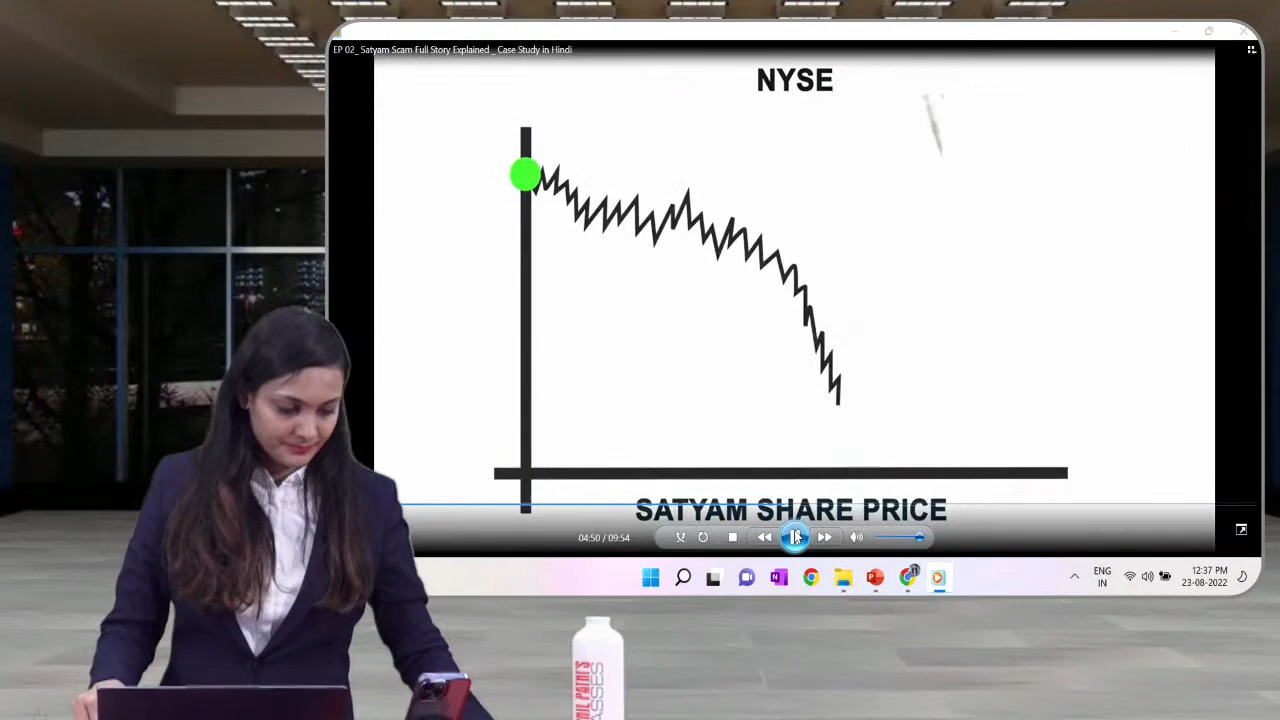 EP 02_ Satyam Scam Full Story Explained _ Case Study in Hindi
NYSE
SATYAM SHARE PRICE
04:50 / 09:54
ENG
IN
12:37 PM
23-08-2022